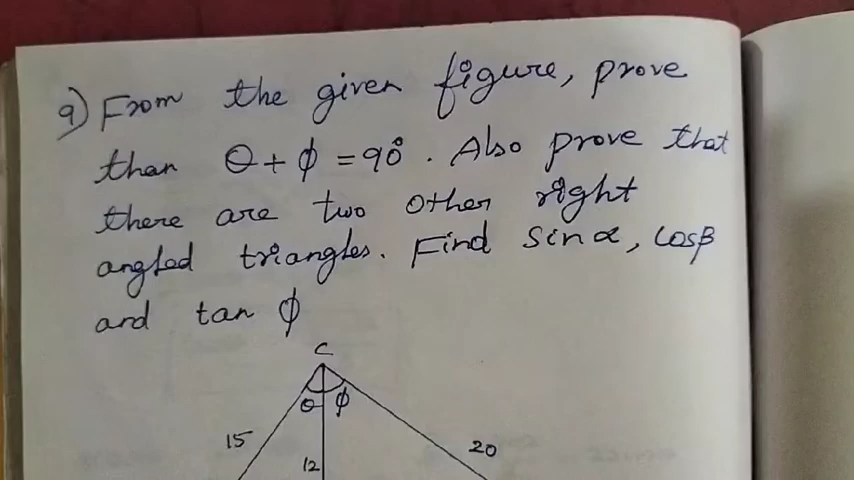 9) From the given figure, prove
than θ + φ = 90°. Also prove that
there are two other right
angled triangles. Find sin α, cos β
and tan φ
C
θ φ
15
12
20